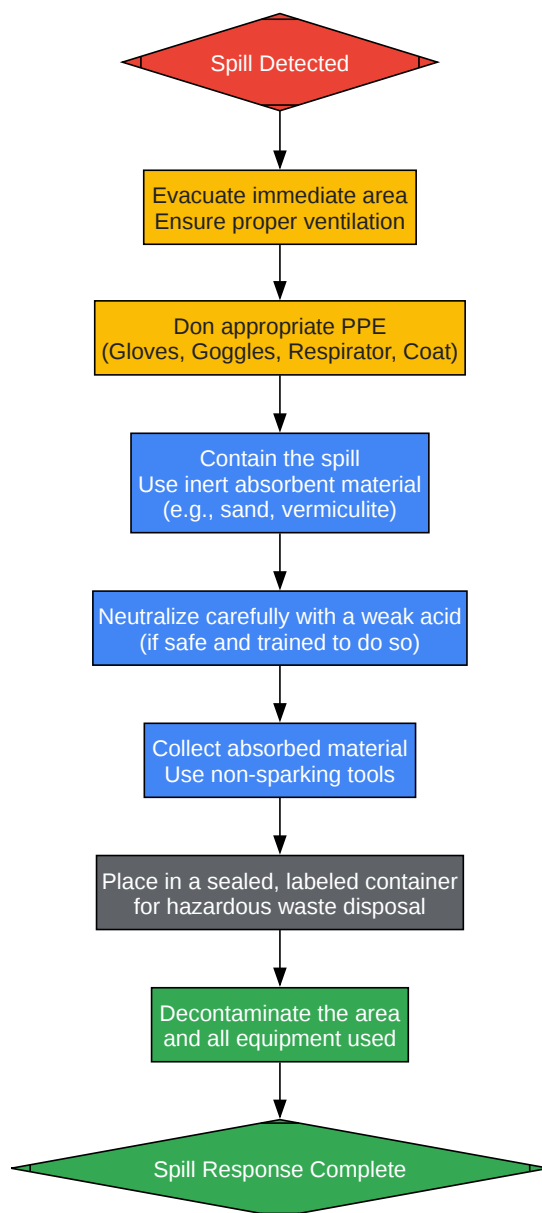 Spill Detected
Evacuate immediate area
Ensure proper ventilation
Don appropriate PPE
(Gloves, Goggles, Respirator, Coat)
Contain the spill
Use inert absorbent material
(e.g., sand, vermiculite)
Neutralize carefully with a weak acid
(if safe and trained to do so)
Collect absorbed material
Use non-sparking tools
Place in a sealed, labeled container
for hazardous waste disposal
Decontaminate the area
and all equipment used
Spill Response Complete